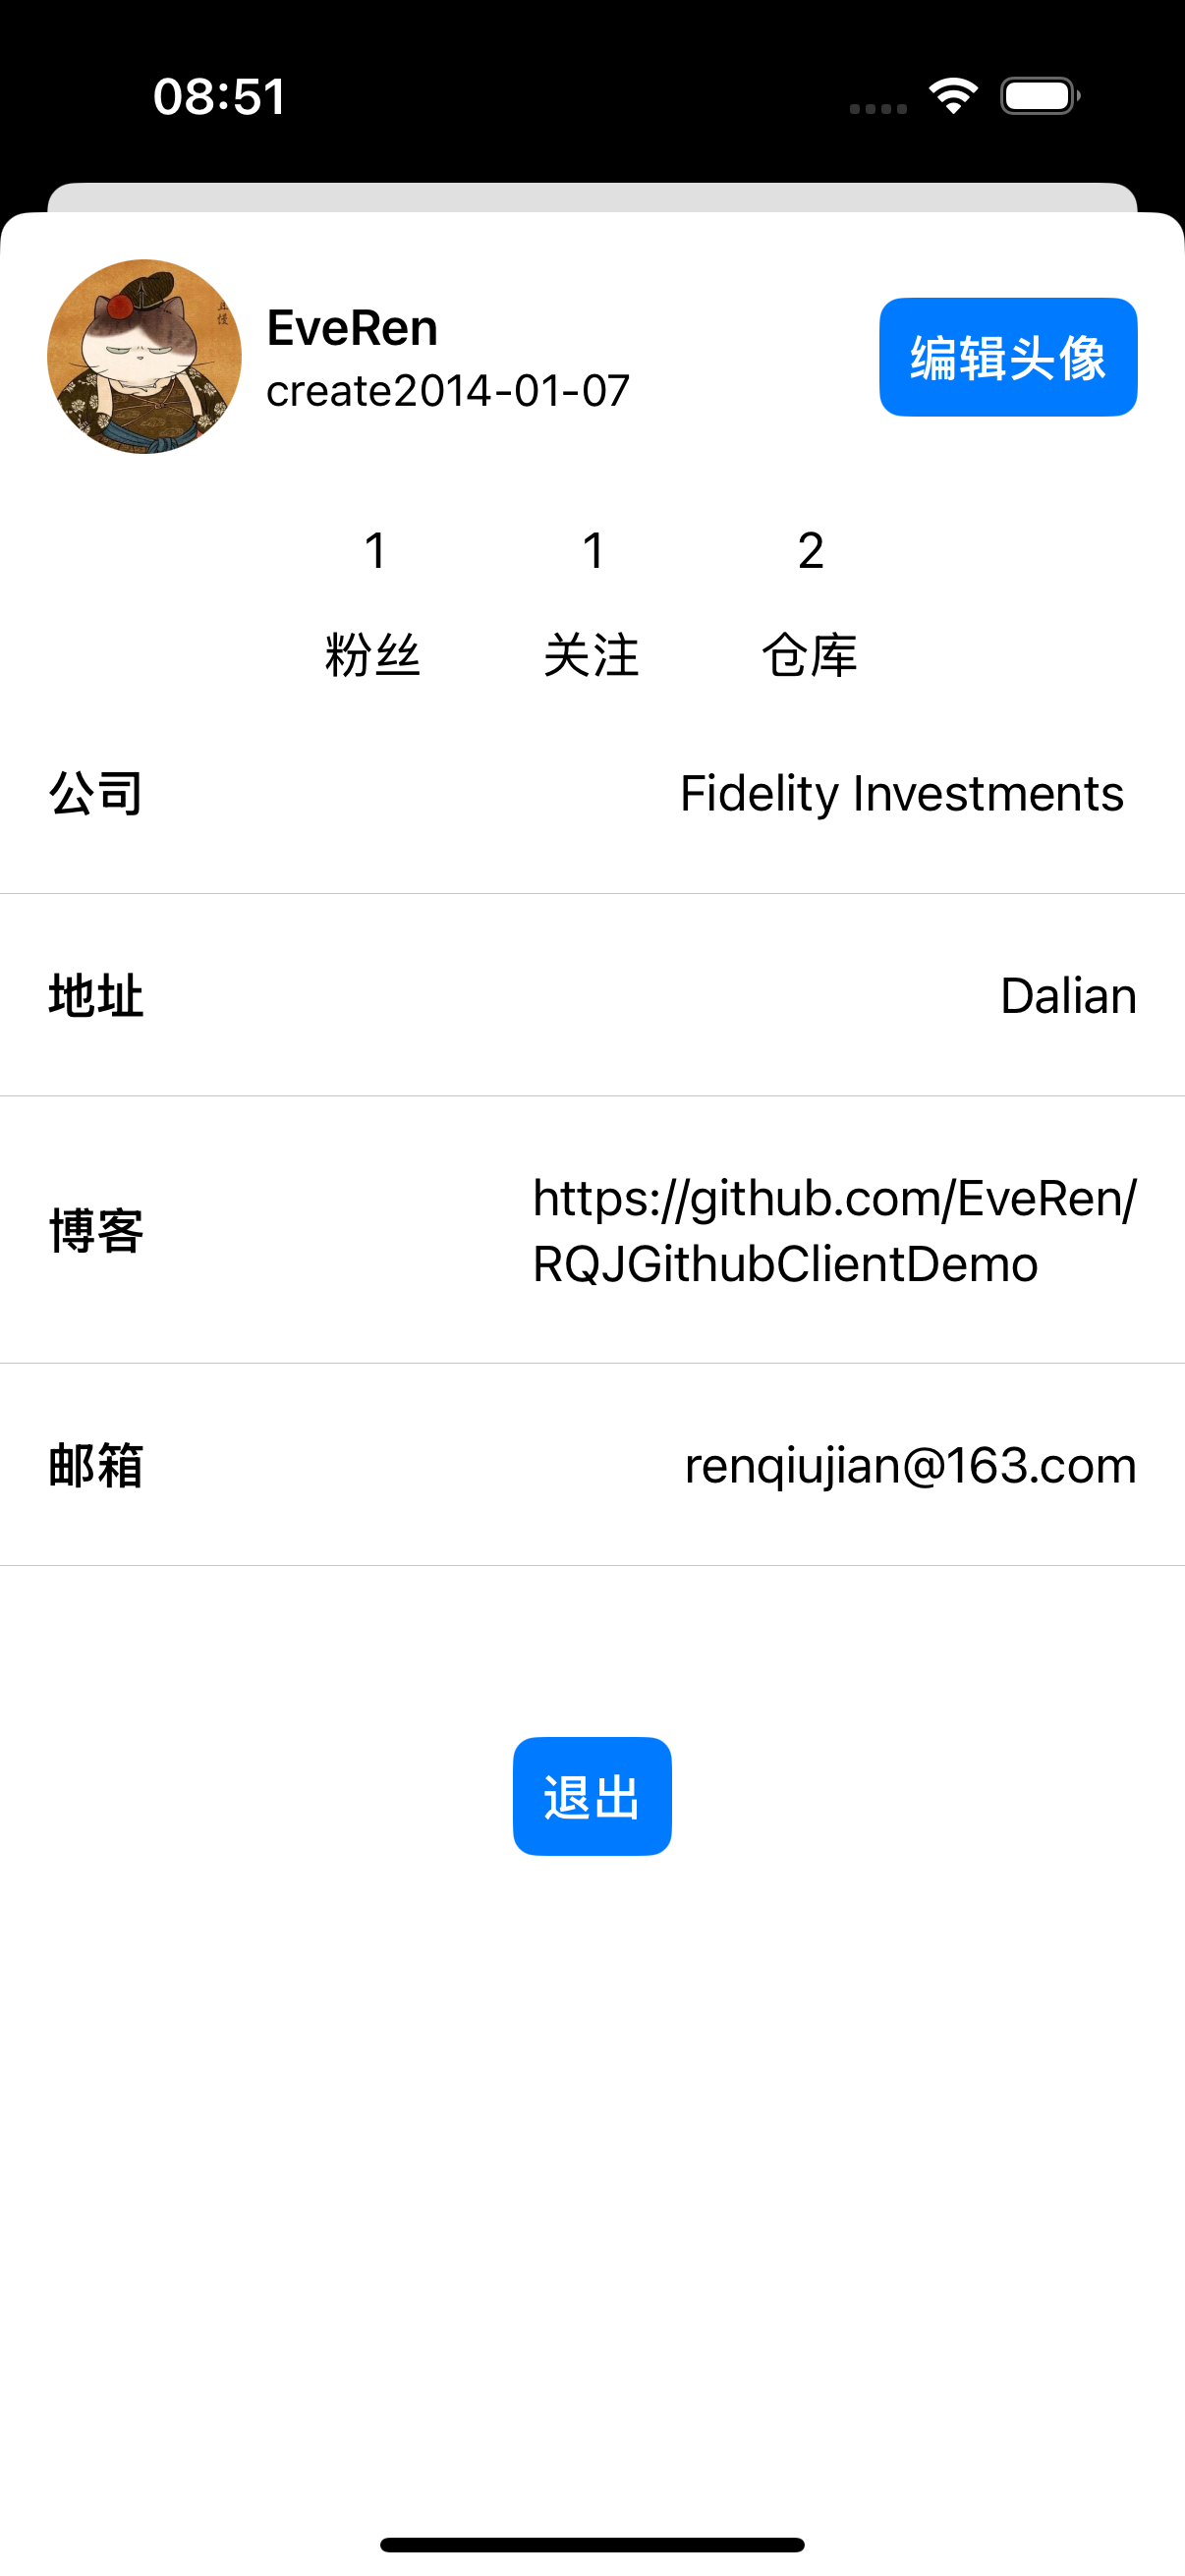 08:51
EveRen
create2014-01-07
编辑头像
1 1 2
粉丝 关注 仓库
公司 Fidelity Investments
地址 Dalian
博客 https://github.com/EveRen/
RQJGithubClientDemo
邮箱 renqiujian@163.com
退出